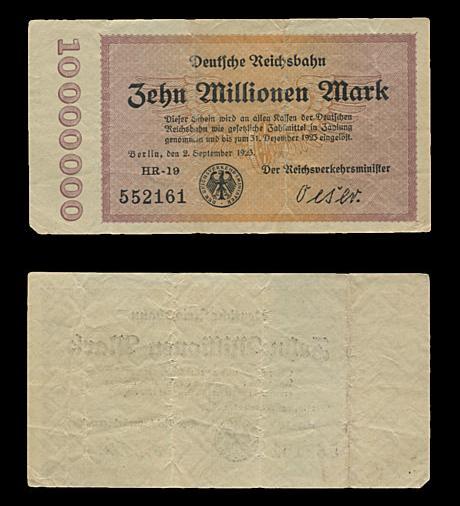 10000000
Deutsche Reichsbahn
Zehn Millionen Mark
Dieser Schein wird an allen Kassen der Deutschen
Reichsbahn wie gesetzliche Zahlmittel in Zahlung
genommen und bis zum 31. Dezember 1923 eingelöst.
Berlin, den 2. September 1923.
HR-19
Der Reichsverkehrsminister
552161
Oeser.